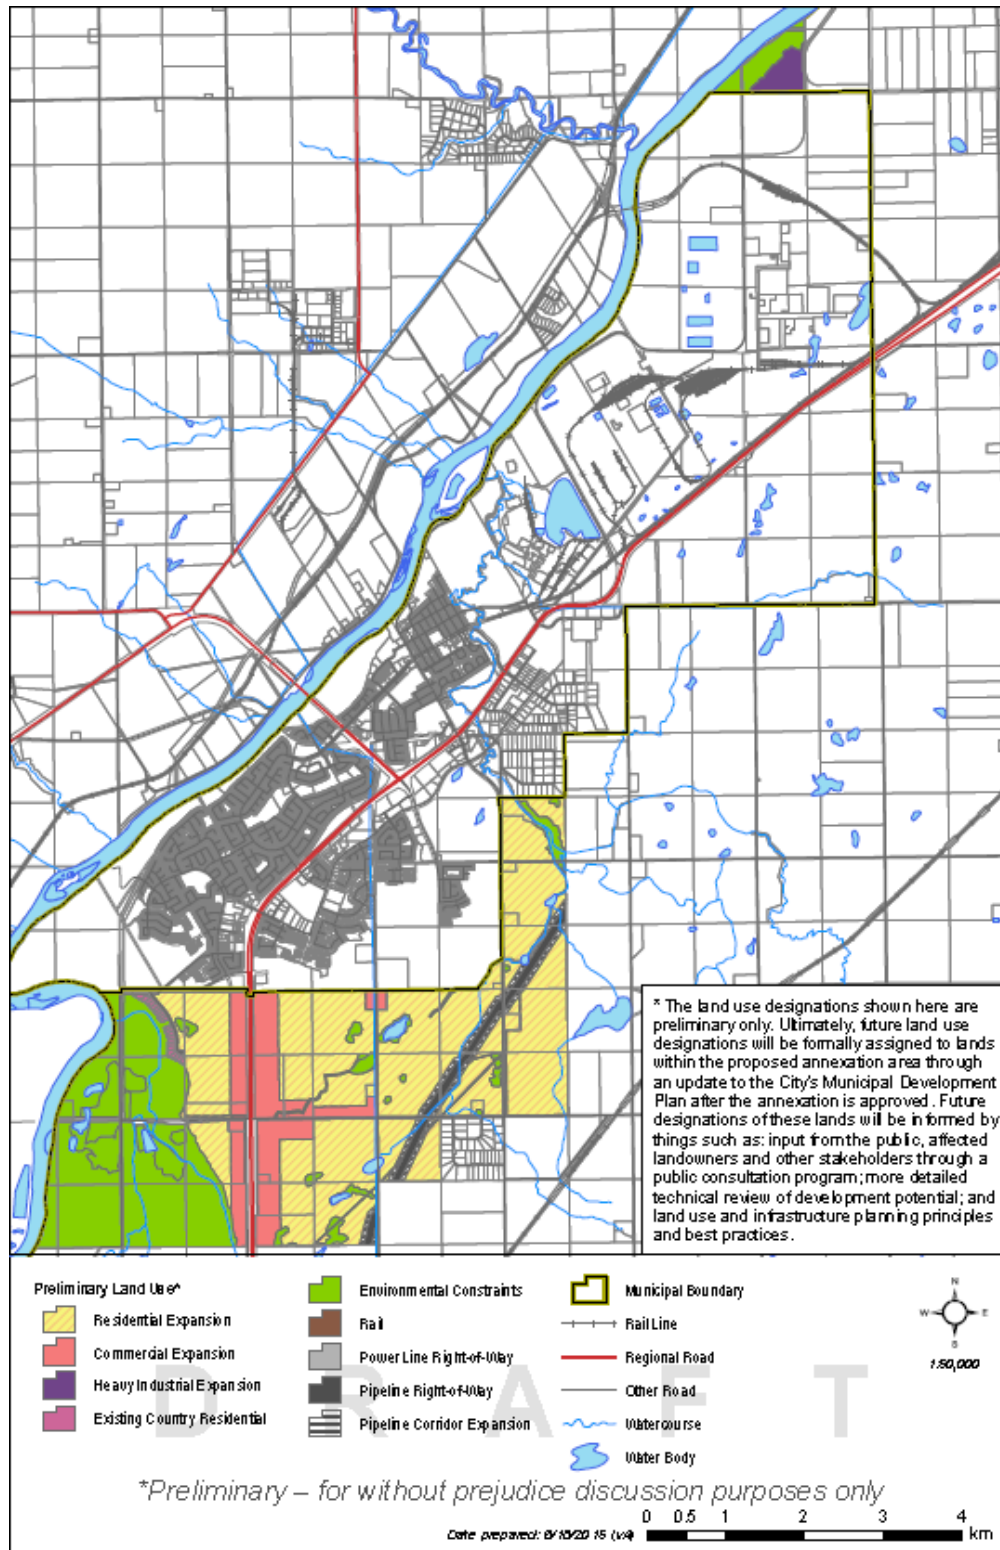 * The land use designations shown here are
preliminary only. Ultimately, future land use
designations will be formally assigned to lands
within the proposed annexation area through
an update to the City's Municipal Development
Plan after the annexation is approved. Future
designations of these lands will be informed by
things such as: input from the public, affected
landowners and other stakeholders through a
public consultation program; more detailed
technical review of development potential; and
land use and infrastructure planning principles
and best practices.
Preliminary Land Use*
Residential Expansion
Commercial Expansion
Heavy Industrial Expansion
Existing Country Residential
Environmental Constraints
Rail
Power Line Right-of-Way
Pipeline Right-of-Way
Pipeline Corridor Expansion
Municipal Boundary
Rail Line
Regional Road
Other Road
Watercourse
Water Body
N
W E
S
1:50,000
DRAFT
*Preliminary – for without prejudice discussion purposes only
Date prepared:
0 0.5 1 2 3 4
km